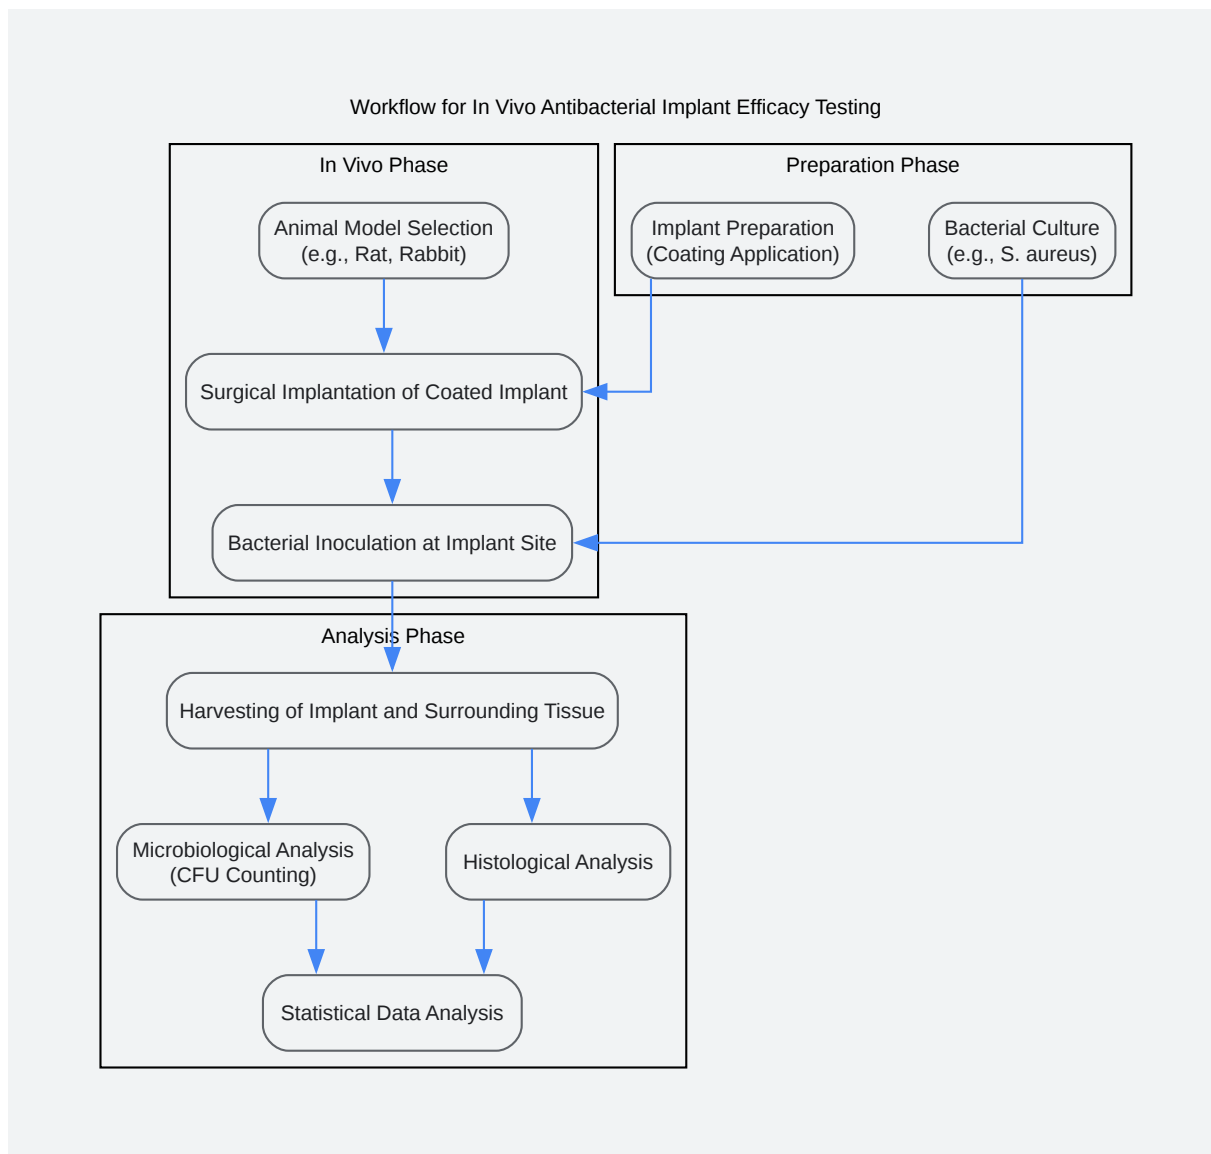 Workflow for In Vivo Antibacterial Implant Efficacy Testing
In Vivo Phase
Animal Model Selection
(e.g., Rat, Rabbit)
Surgical Implantation of Coated Implant
Bacterial Inoculation at Implant Site
Preparation Phase
Implant Preparation
(Coating Application)
Bacterial Culture
(e.g., S. aureus)
Analysis Phase
Harvesting of Implant and Surrounding Tissue
Microbiological Analysis
(CFU Counting)
Histological Analysis
Statistical Data Analysis